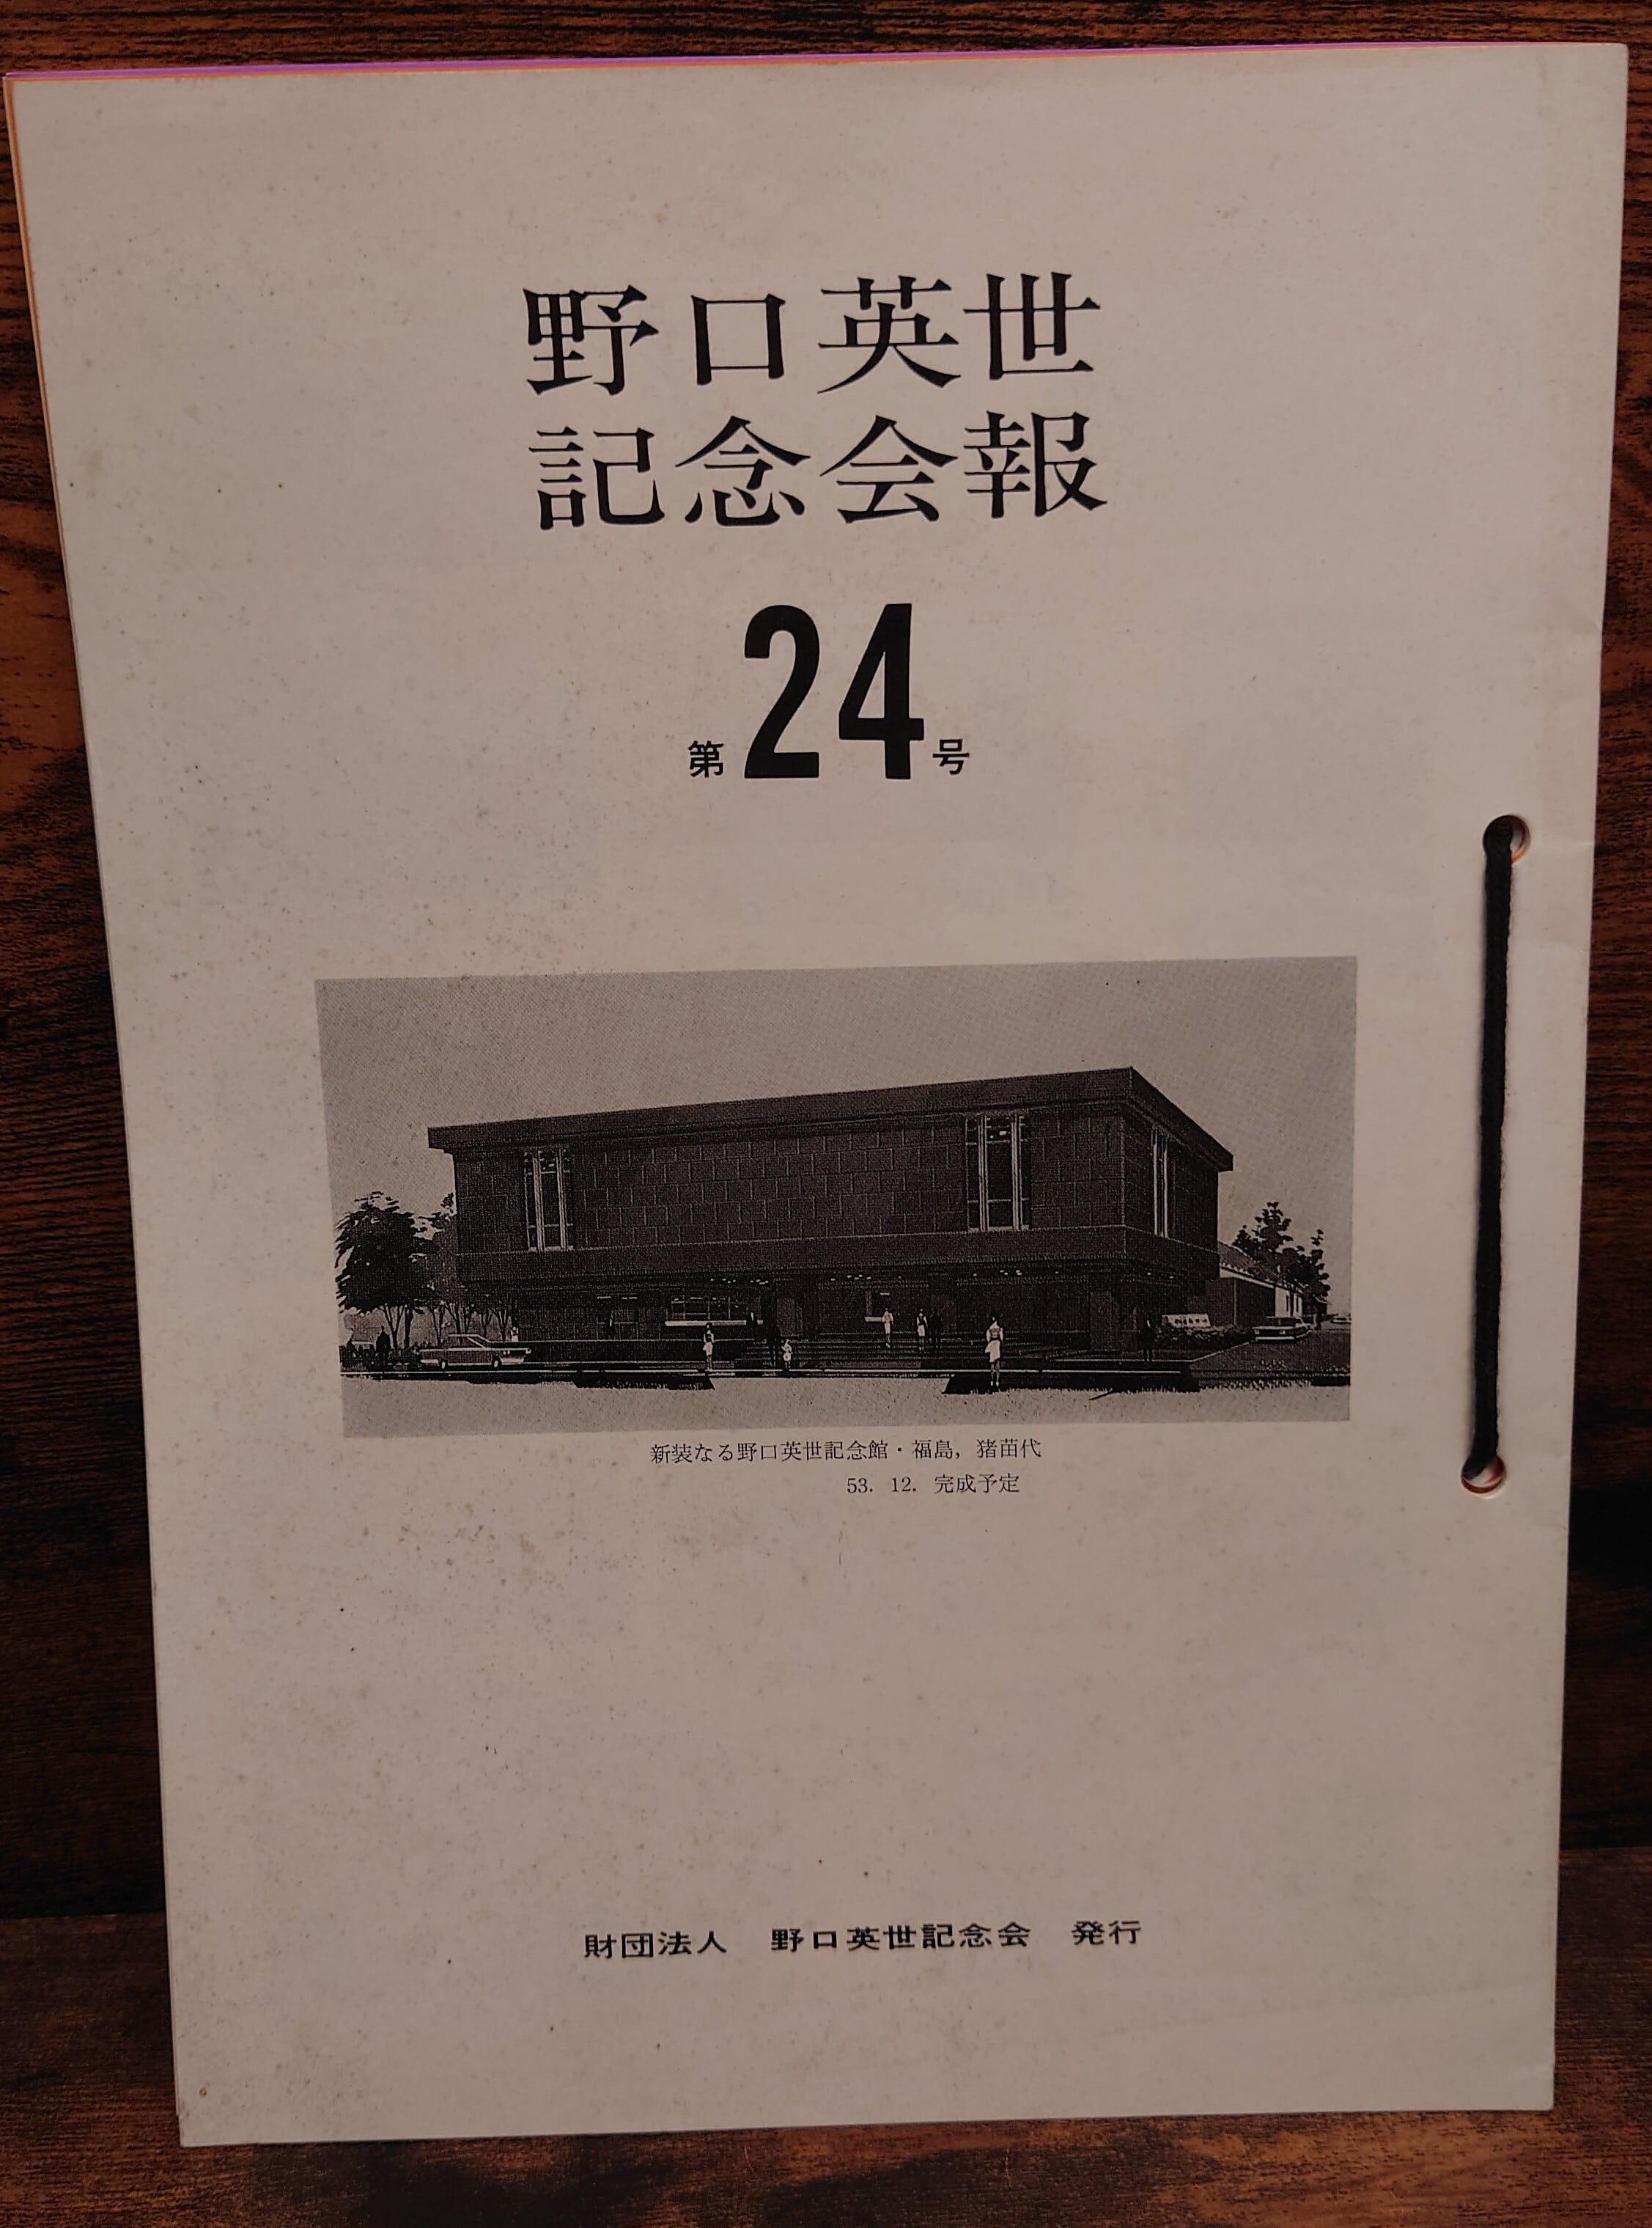 野口英世
記念会報
第24号
新装なる野口英世記念館・福島，猪苗代
53. 12. 完成予定
財団法人　野口英世記念会　発行